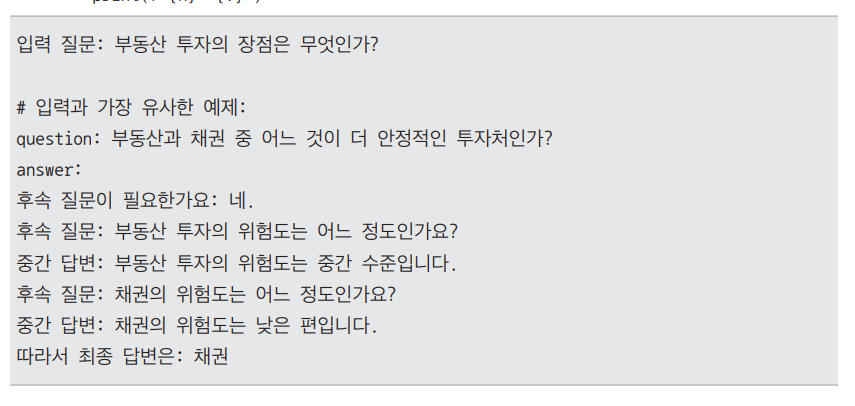 입력 질문: 부동산 투자의 장점은 무엇인가?
# 입력과 가장 유사한 예제:
question: 부동산과 채권 중 어느 것이 더 안정적인 투자처인가?
answer:
후속 질문이 필요한가요: 네.
후속 질문: 부동산 투자의 위험도는 어느 정도인가요?
중간 답변: 부동산 투자의 위험도는 중간 수준입니다.
후속 질문: 채권의 위험도는 어느 정도인가요?
중간 답변: 채권의 위험도는 낮은 편입니다.
따라서 최종 답변은: 채권